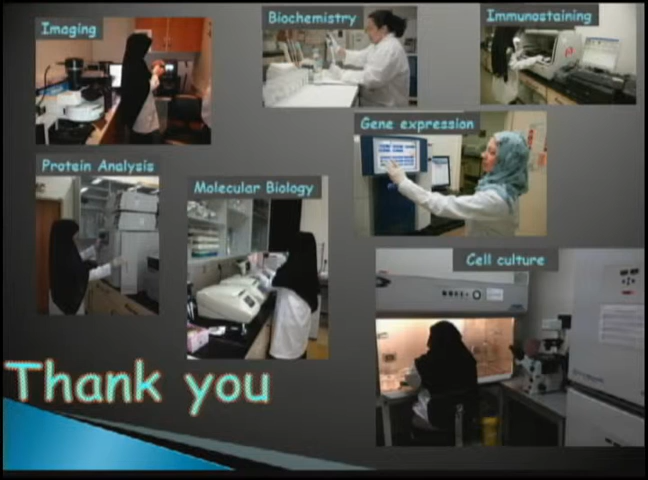 Imaging
Biochemistry
Immunostaining
Gene expression
Protein Analysis
Molecular Biology
Cell culture
Thank you